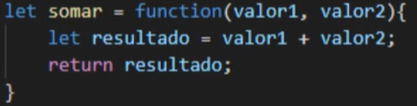 let somar = function(valor1, valor2){
    let resultado = valor1 + valor2;
    return resultado;
}